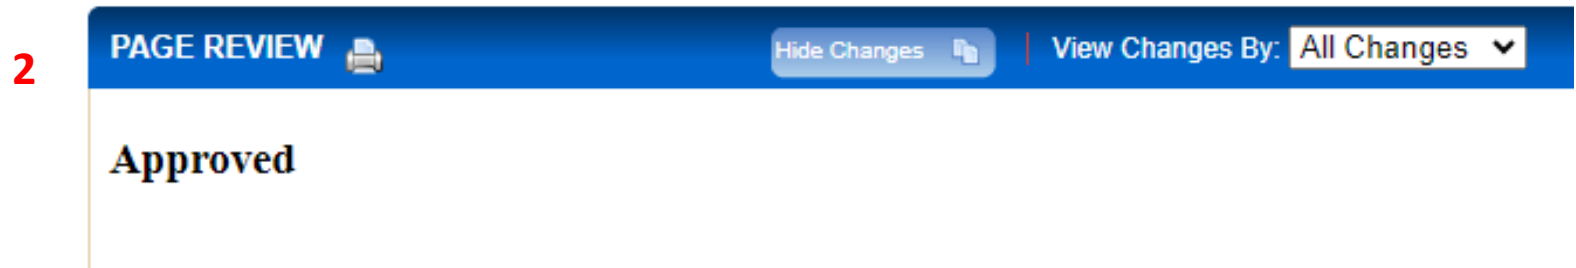 2
PAGE REVIEW
Hide Changes
View Changes By: All Changes
Approved